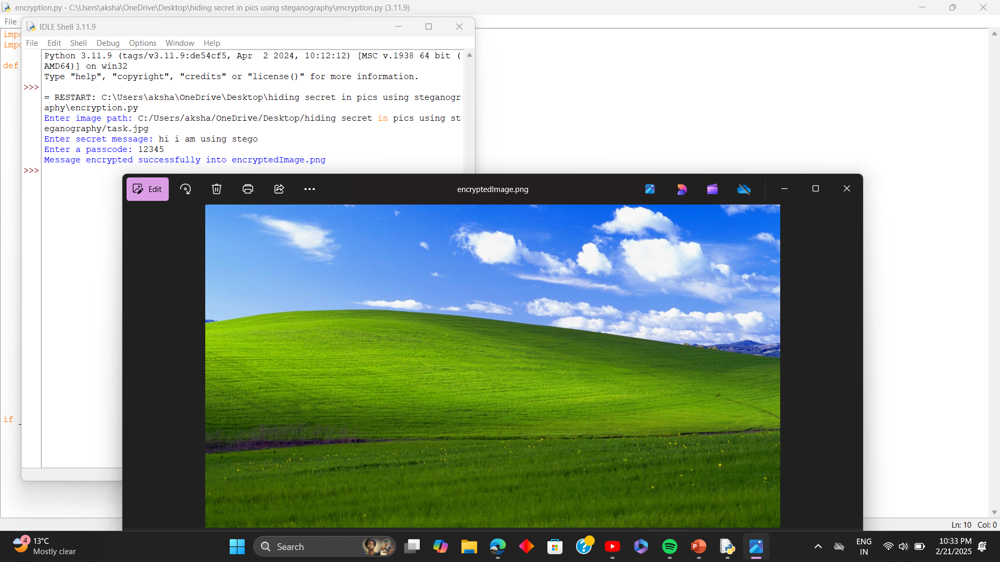 encryption.py - C:\Users\aksha\OneDrive\Desktop\hiding secret in pics using steganography\encryption.py (3.11.9)
File
impo
impo
def
if _
IDLE Shell 3.11.9
File Edit Shell Debug Options Window Help
Python 3.11.9 (tags/v3.11.9:de54cf5, Apr  2 2024, 10:12:12) [MSC v.1938 64 bit (
AMD64)] on win32
Type "help", "copyright", "credits" or "license()" for more information.
>>>
= RESTART: C:\Users\aksha\OneDrive\Desktop\hiding secret in pics using steganogr
aphy\encryption.py
Enter image path: C:/Users/aksha/OneDrive/Desktop/hiding secret in pics using st
eganography/task.jpg
Enter secret message: hi i am using stego
Enter a passcode: 12345
Message encrypted successfully into encryptedImage.png
>>>
Edit
encryptedImage.png
Ln: 10 Col: 0
4
13°C
Mostly clear
Search
ENG
IN
10:33 PM
2/21/2025